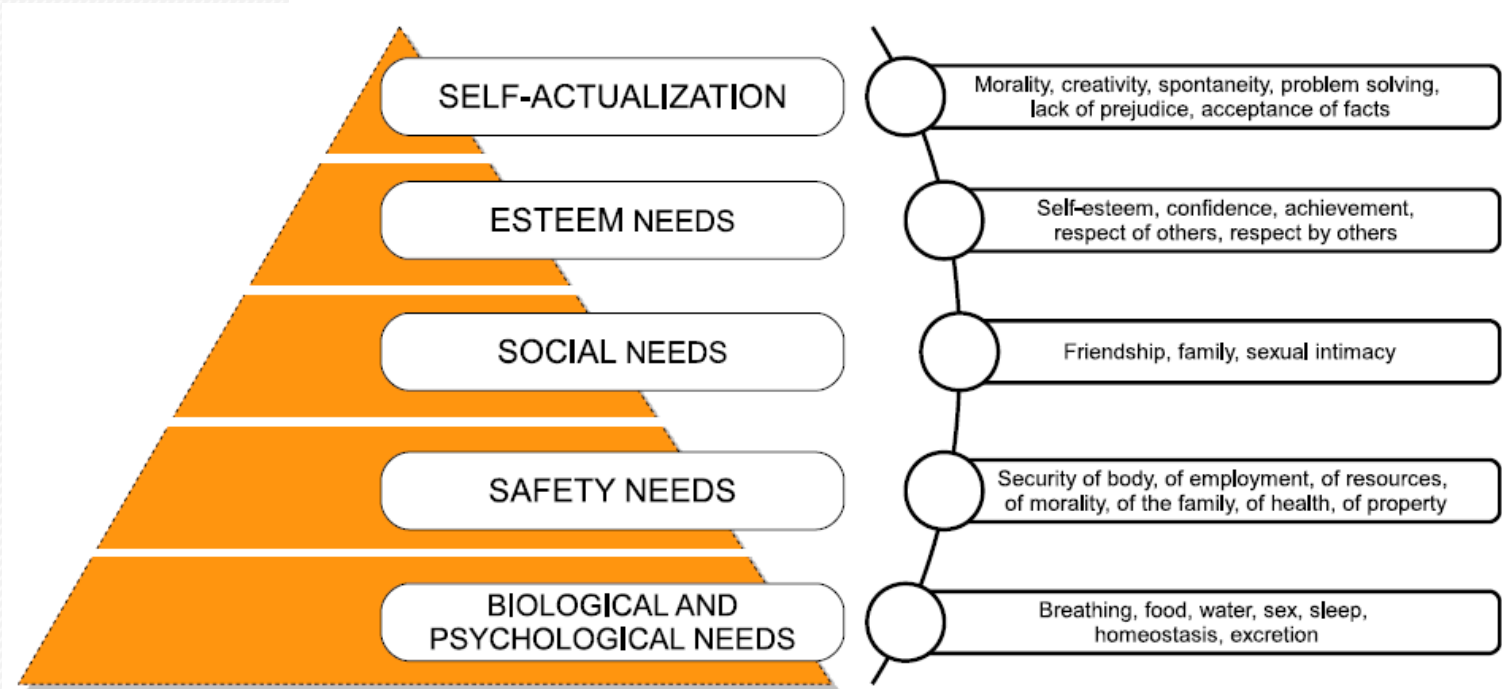 SELF-ACTUALIZATION
Morality, creativity, spontaneity, problem solving,
lack of prejudice, acceptance of facts
ESTEEM NEEDS
Self-esteem, confidence, achievement,
respect of others, respect by others
SOCIAL NEEDS
Friendship, family, sexual intimacy
SAFETY NEEDS
Security of body, of employment, of resources,
of morality, of the family, of health, of property
BIOLOGICAL AND
PSYCHOLOGICAL NEEDS
Breathing, food, water, sex, sleep,
homeostasis, excretion